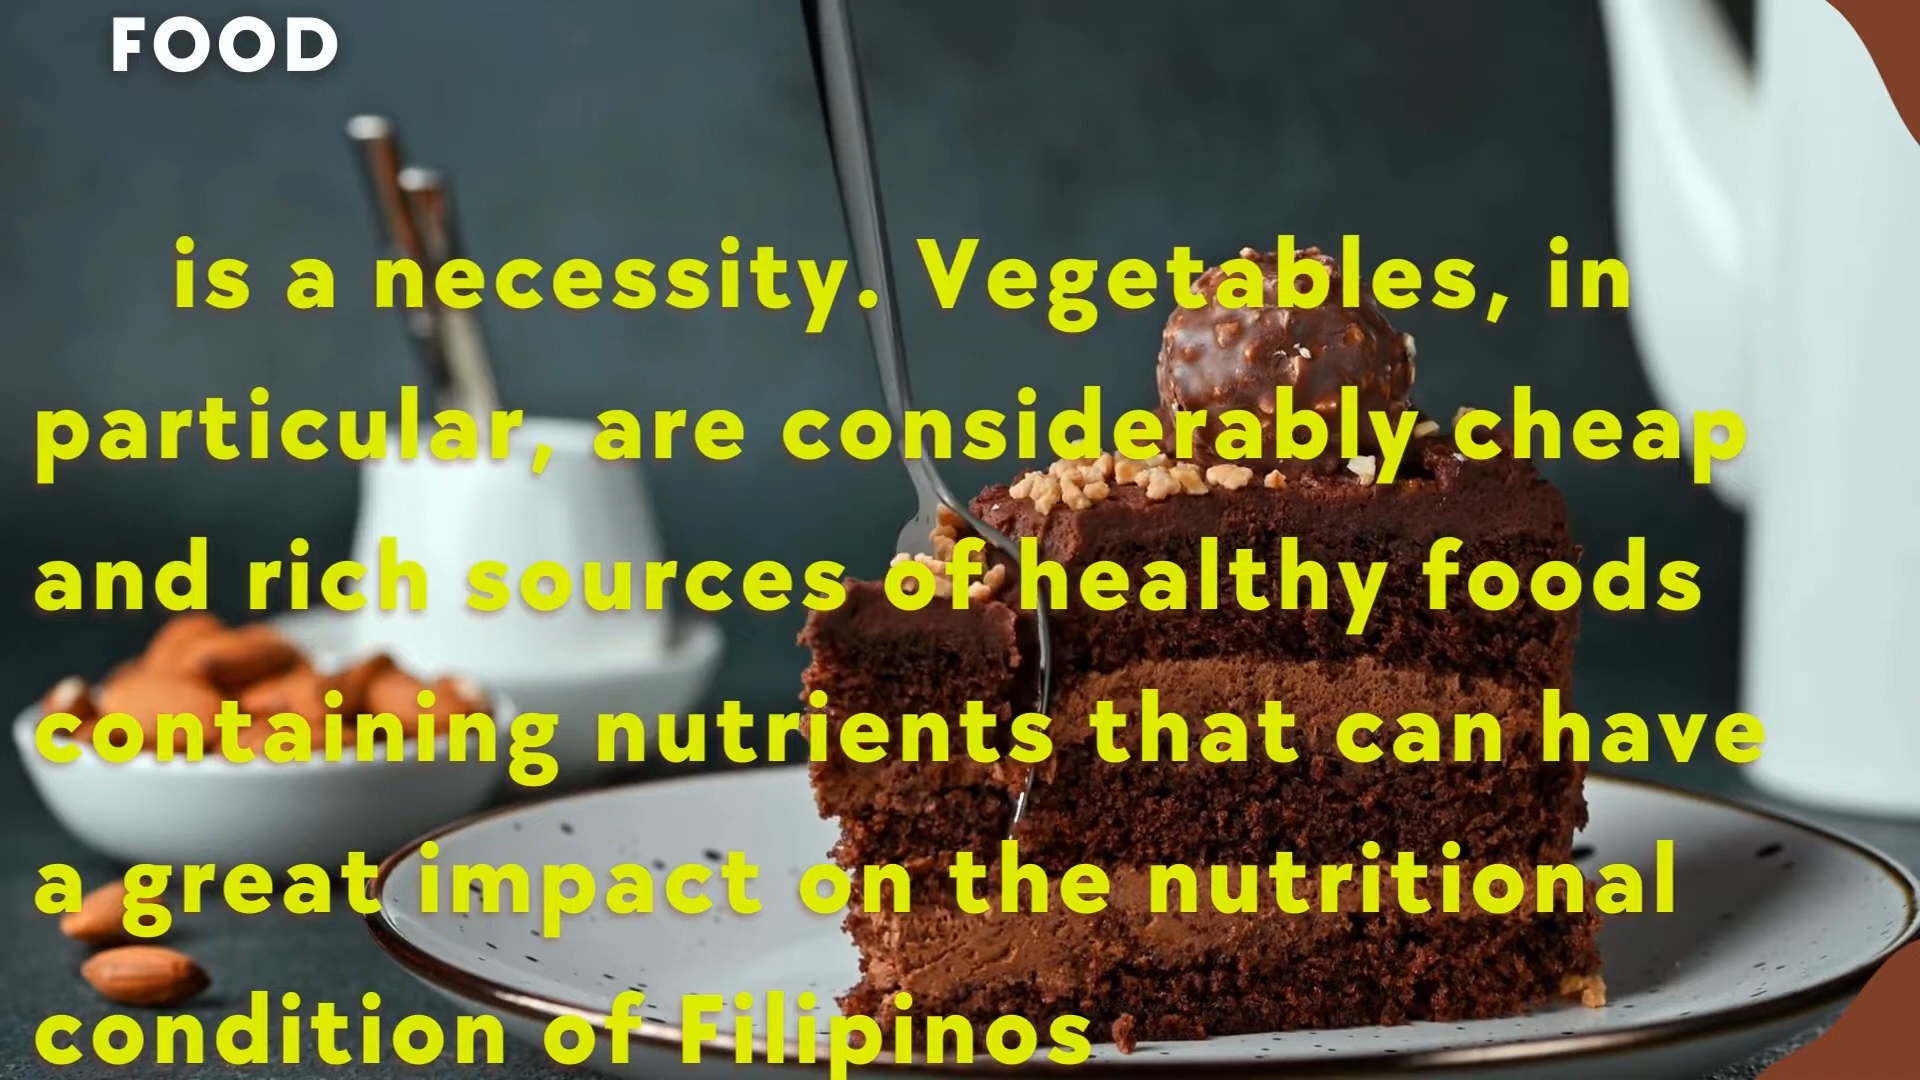 FOOD
is a necessity. Vegetables, in
particular, are considerably cheap
and rich sources of healthy foods
containing nutrients that can have
a great impact on the nutritional
condition of Filipinos